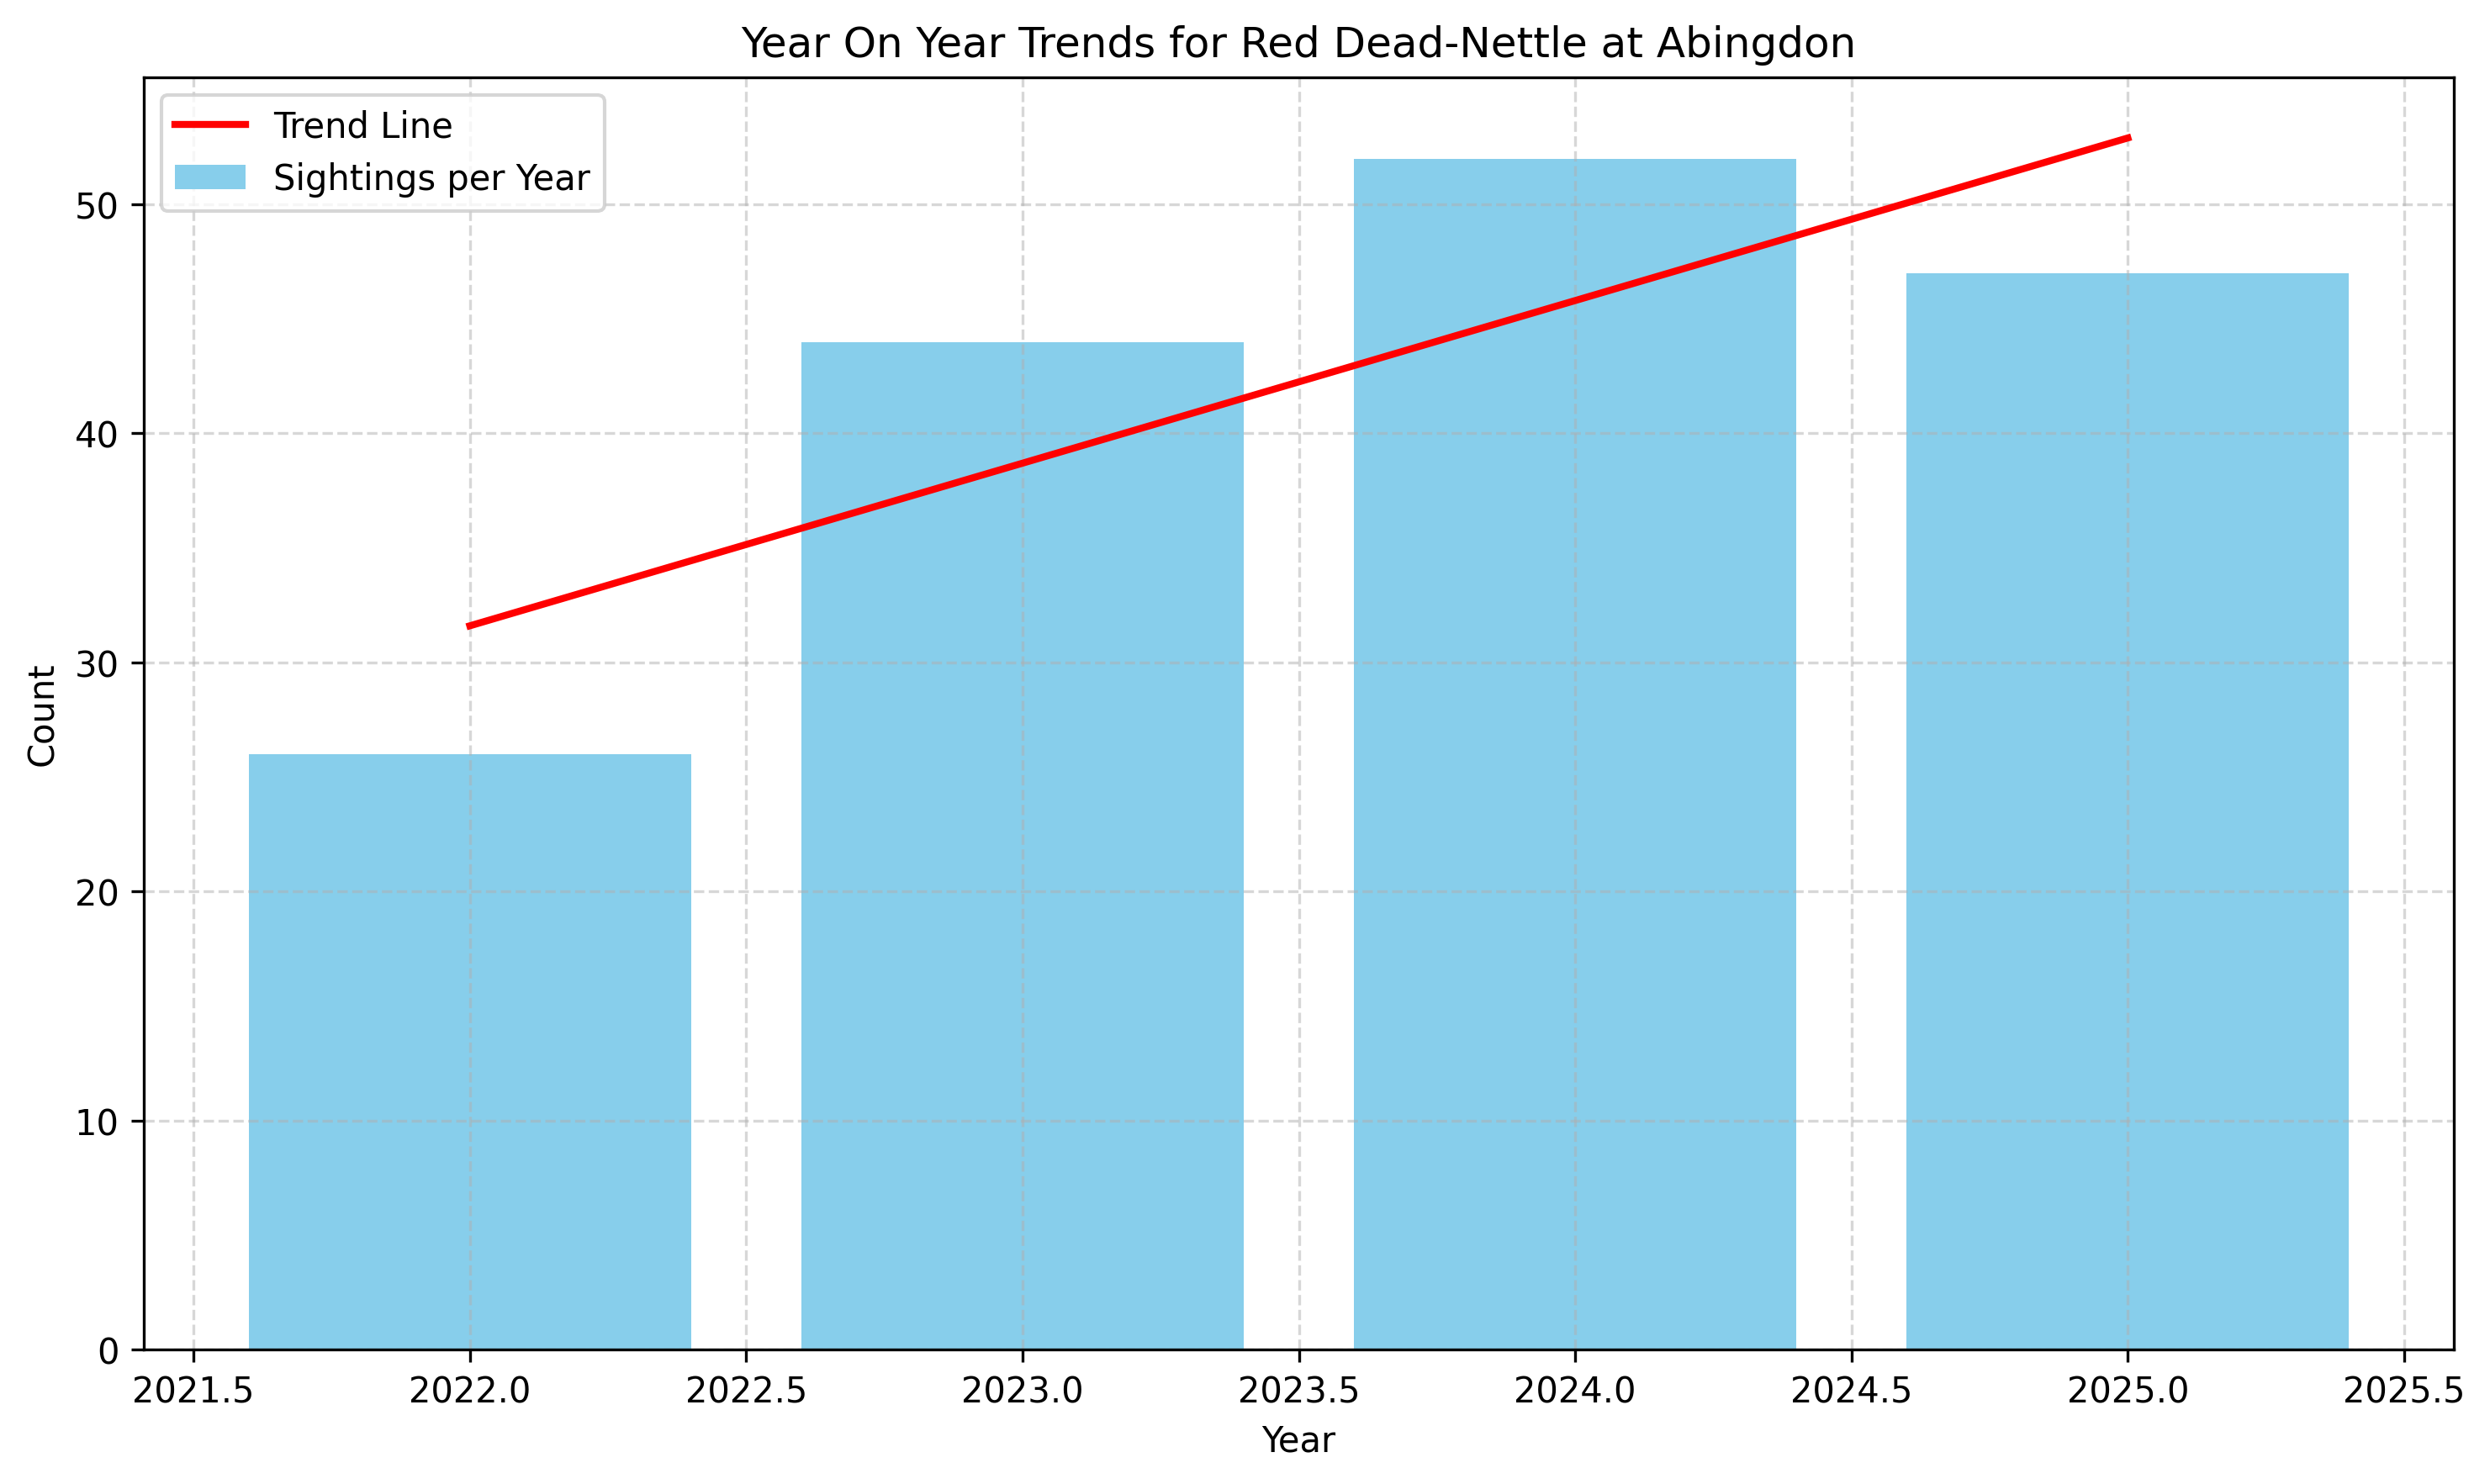 Year On Year Trends for Red Dead-Nettle at Abingdon
Trend Line
Sightings per Year
50
40
30
20
10
0
Count
2021.5 2022.0 2022.5 2023.0 2023.5 2024.0 2024.5 2025.0 2025.5
Year